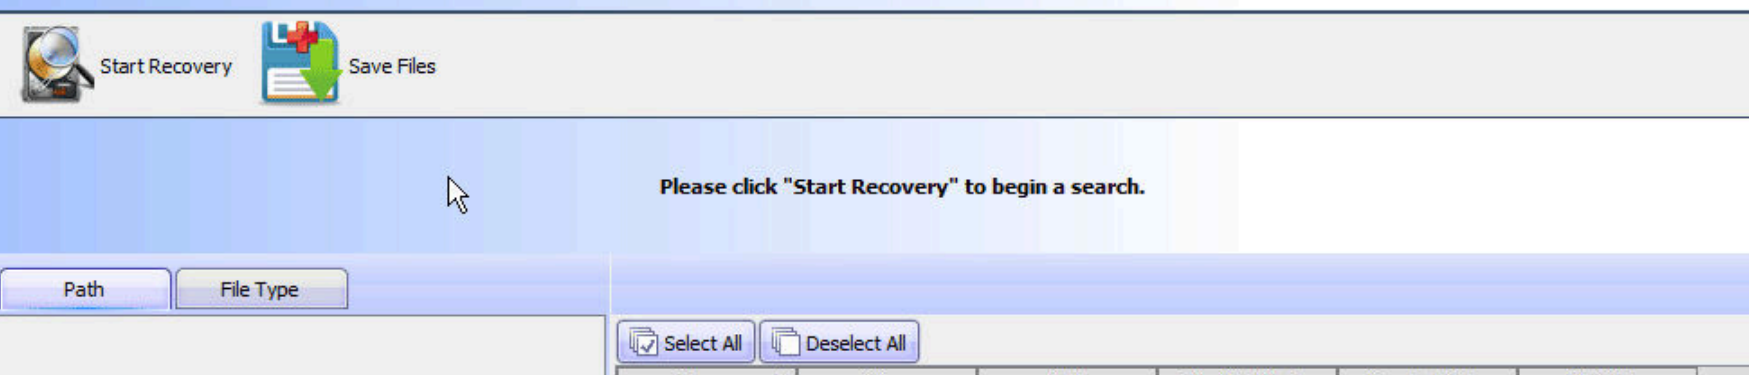 Start Recovery
Save Files
Please click "Start Recovery" to begin a search.
Path
File Type
Select All
Deselect All